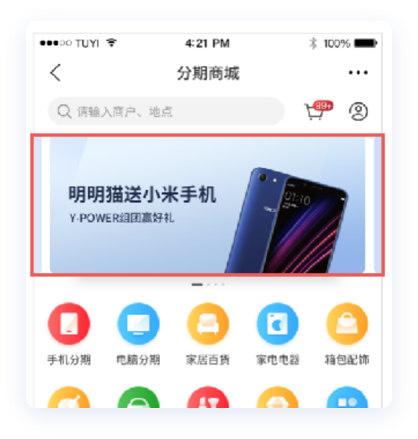 TUYI
4:21 PM
100%
分期商城
请输入商户、地点
99+
明明猫送小米手机
Y-POWER组团赢好礼
01:10
手机分期
电脑分期
家居百货
家电电器
箱包配饰